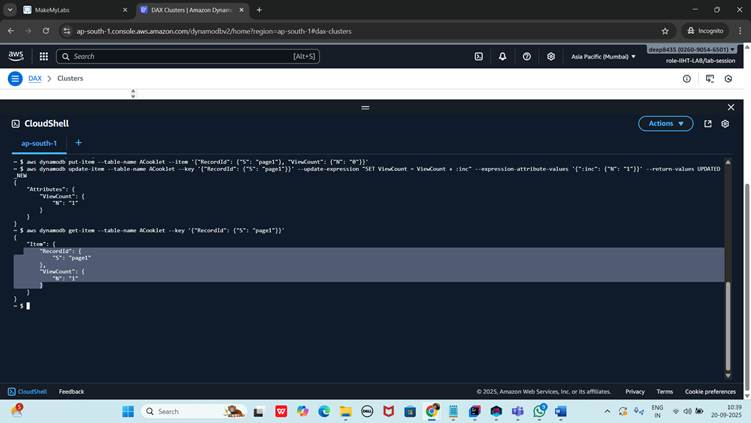 MakeMyLabs
DAX Clusters | Amazon Dynamo
ap-south-1.console.aws.amazon.com/dynamodbv2/home?region=ap-south-1#dax-clusters
Incognito
aws
Search
[Alt+S]
Asia Pacific (Mumbai)
deep8435 (0260-9054-6501)
role-IIHT-LAB/lab-session
DAX
Clusters
CloudShell
Actions
ap-south-1
~ $ aws dynamodb put-item --table-name ACooklet --item '{"RecordId": {"S": "page1"}, "ViewCount": {"N": "0"}}'
~ $ aws dynamodb update-item --table-name ACooklet --key '{"RecordId": {"S": "page1"}}' --update-expression "SET ViewCount = ViewCount + :inc" --expression-attribute-values '{":inc": {"N": "1"}}' --return-values UPDATED
_NEW
{
"Attributes": {
"ViewCount": {
"N": "1"
}
}
}
~ $ aws dynamodb get-item --table-name ACooklet --key '{"RecordId": {"S": "page1"}}'
{
"Item": {
"RecordId": {
"S": "page1"
},
"ViewCount": {
"N": "1"
}
}
}
~ $
CloudShell
Feedback
© 2025, Amazon Web Services, Inc. or its affiliates.
Privacy
Terms
Cookie preferences
Search
ENG
IN
10:39
20-09-2025